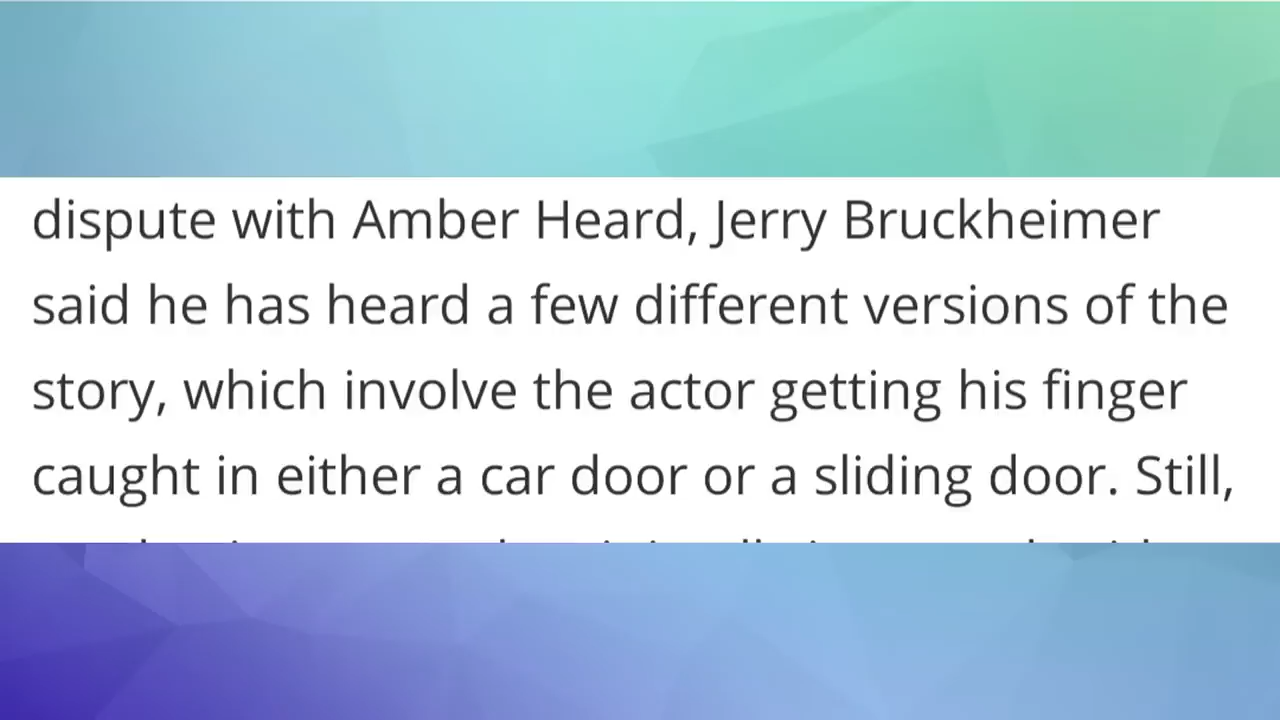 dispute with Amber Heard, Jerry Bruckheimer
said he has heard a few different versions of the
story, which involve the actor getting his finger
caught in either a car door or a sliding door. Still,